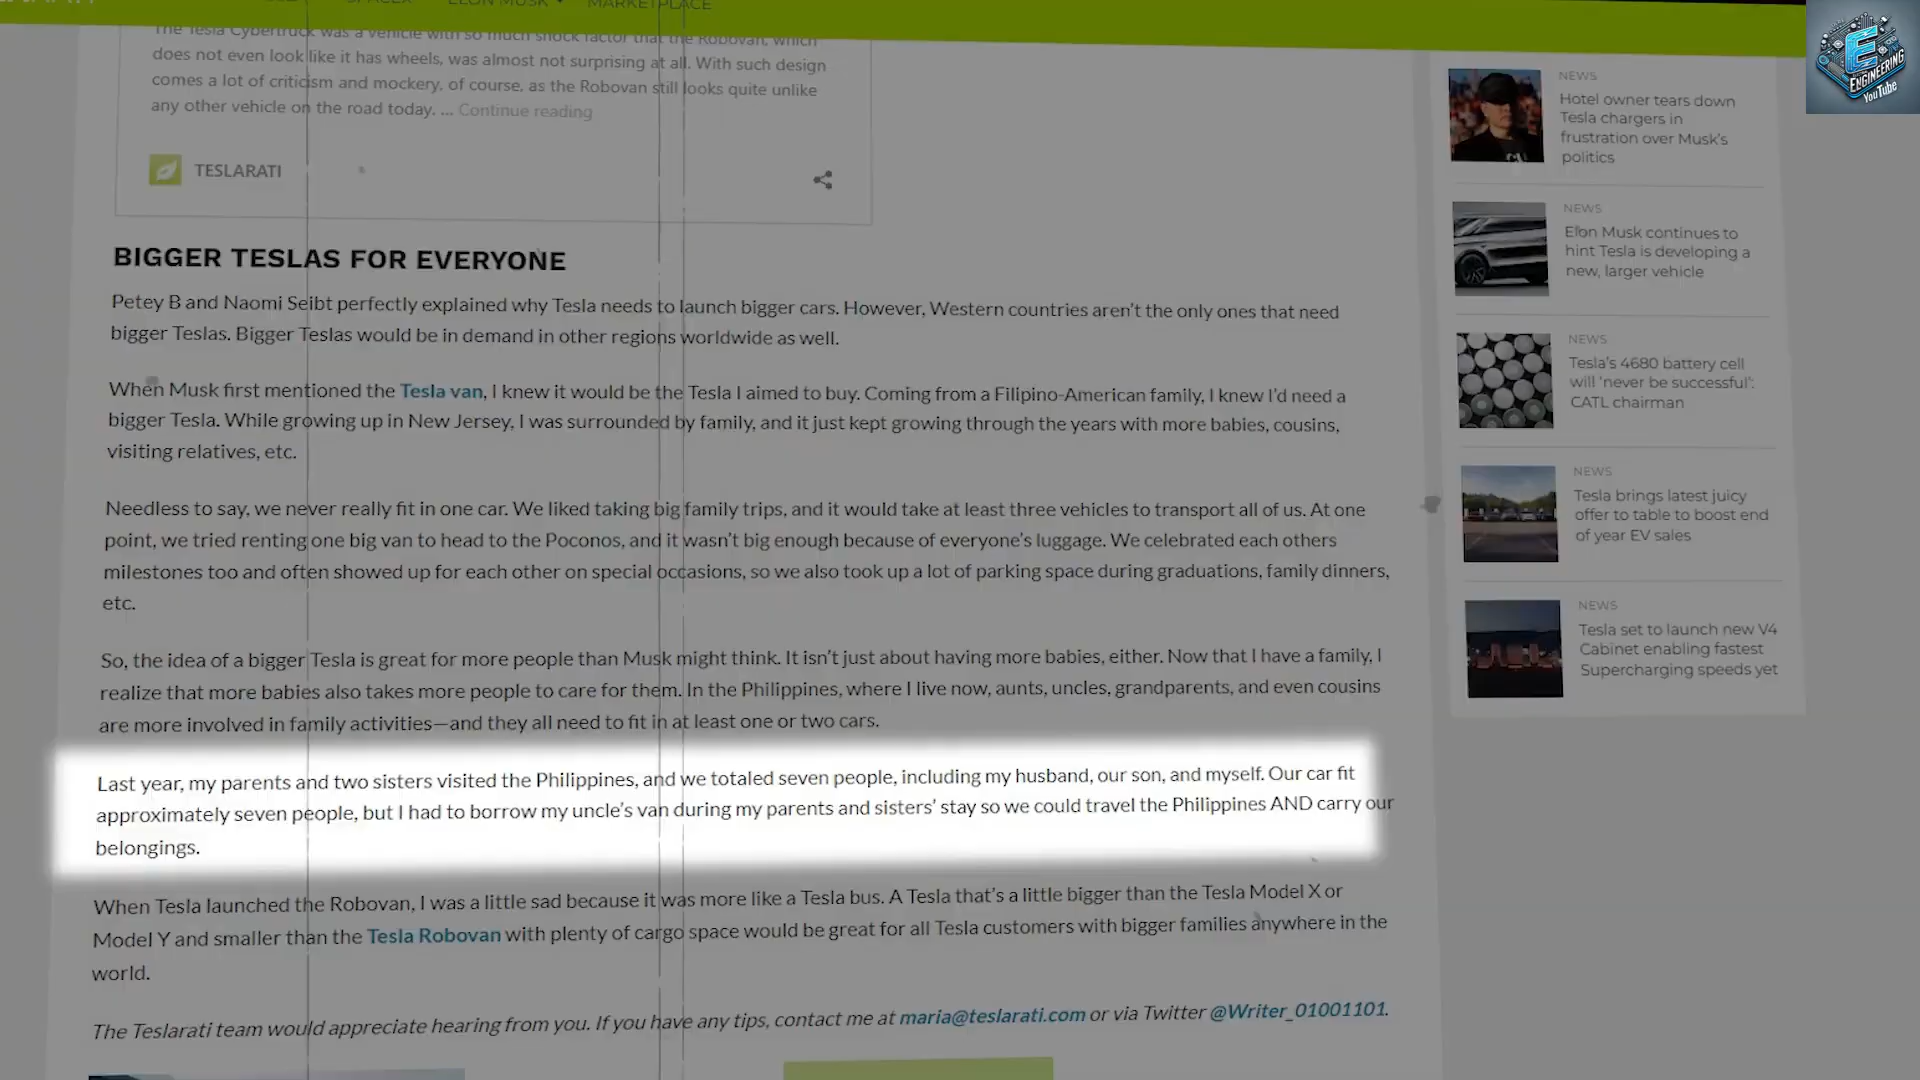 SPACEX
ELON MUSK
MARKETPLACE
The Tesla Cybertruck was a vehicle with so much shock factor that the Robovan, which
does not even look like it has wheels, was almost not surprising at all. With such design
comes a lot of criticism and mockery, of course, as the Robovan still looks quite unlike
any other vehicle on the road today. ... Continue reading
TESLARATI
BIGGER TESLAS FOR EVERYONE
Petey B and Naomi Seibt perfectly explained why Tesla needs to launch bigger cars. However, Western countries aren't the only ones that need
bigger Teslas. Bigger Teslas would be in demand in other regions worldwide as well.
When Musk first mentioned the Tesla van, I knew it would be the Tesla I aimed to buy. Coming from a Filipino-American family, I knew I'd need a
bigger Tesla. While growing up in New Jersey, I was surrounded by family, and it just kept growing through the years with more babies, cousins,
visiting relatives, etc.
Needless to say, we never really fit in one car. We liked taking big family trips, and it would take at least three vehicles to transport all of us. At one
point, we tried renting one big van to head to the Poconos, and it wasn't big enough because of everyone's luggage. We celebrated each others
milestones too and often showed up for each other on special occasions, so we also took up a lot of parking space during graduations, family dinners,
etc.
So, the idea of a bigger Tesla is great for more people than Musk might think. It isn't just about having more babies, either. Now that I have a family, I
realize that more babies also takes more people to care for them. In the Philippines, where I live now, aunts, uncles, grandparents, and even cousins
are more involved in family activities—and they all need to fit in at least one or two cars.
Last year, my parents and two sisters visited the Philippines, and we totaled seven people, including my husband, our son, and myself. Our car fit
approximately seven people, but I had to borrow my uncle's van during my parents and sisters' stay so we could travel the Philippines AND carry our
belongings.
When Tesla launched the Robovan, I was a little sad because it was more like a Tesla bus. A Tesla that's a little bigger than the Tesla Model X or
Model Y and smaller than the Tesla Robovan with plenty of cargo space would be great for all Tesla customers with bigger families anywhere in the
world.
The Teslarati team would appreciate hearing from you. If you have any tips, contact me at maria@teslarati.com or via Twitter @Writer_01001101.
NEWS
Hotel owner tears down
Tesla chargers in
frustration over Musk's
politics
NEWS
Elon Musk continues to
hint Tesla is developing a
new, larger vehicle
NEWS
Tesla's 4680 battery cell
will 'never be successful':
CATL chairman
NEWS
Tesla brings latest juicy
offer to table to boost end
of year EV sales
NEWS
Tesla set to launch new V4
Cabinet enabling fastest
Supercharging speeds yet
E
ENGINEERING
YouTube